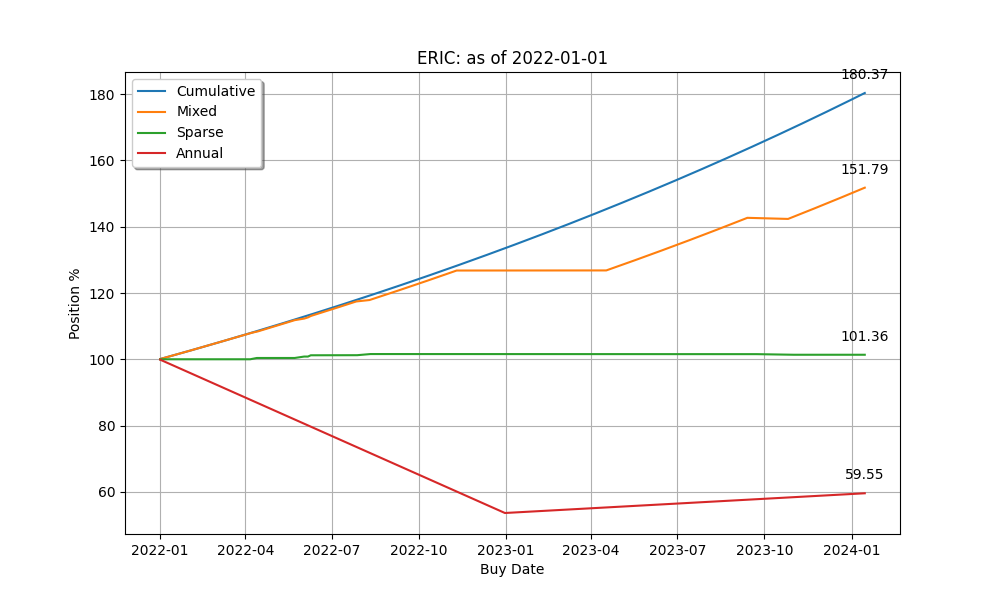 ERIC: as of 2022-01-01
180.37
Cumulative
Mixed
Sparse
Annual
151.79
101.36
59.55
Position %
180
160
140
120
100
80
60
2022-01
2022-04
2022-07
2022-10
2023-01
2023-04
2023-07
2023-10
2024-01
Buy Date